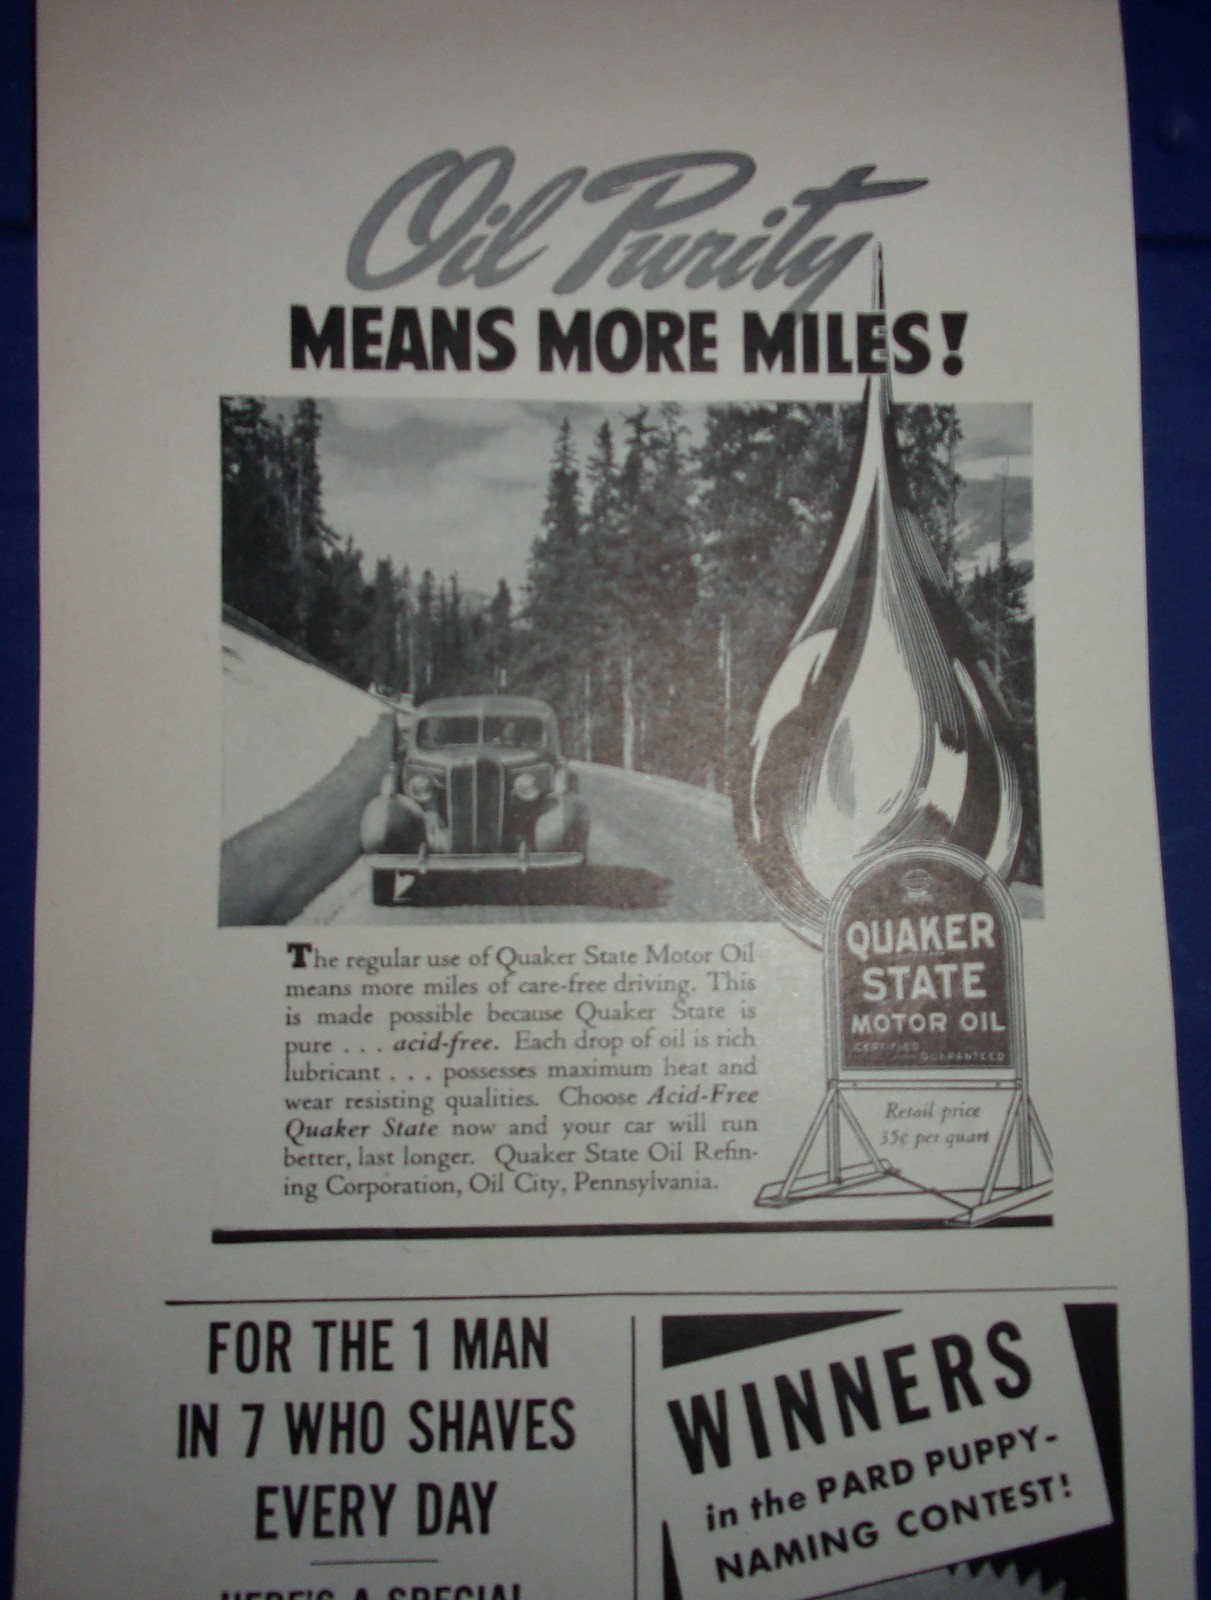 Oil Purity
MEANS MORE MILES!
The regular use of Quaker State Motor Oil
means more miles of care-free driving. This
is made possible because Quaker State is
pure . . . acid-free. Each drop of oil is rich
lubricant . . . possesses maximum heat and
wear resisting qualities. Choose Acid-Free
Quaker State now and your car will run
better, last longer. Quaker State Oil Refin-
ing Corporation, Oil City, Pennsylvania.
QUAKER
STATE
MOTOR OIL
CERTIFIED
GUARANTEED
Retail price
35¢ per quart
FOR THE 1 MAN
IN 7 WHO SHAVES
EVERY DAY
HERE'S A SPECIAL
WINNERS
in the PARD PUPPY-
NAMING CONTEST!